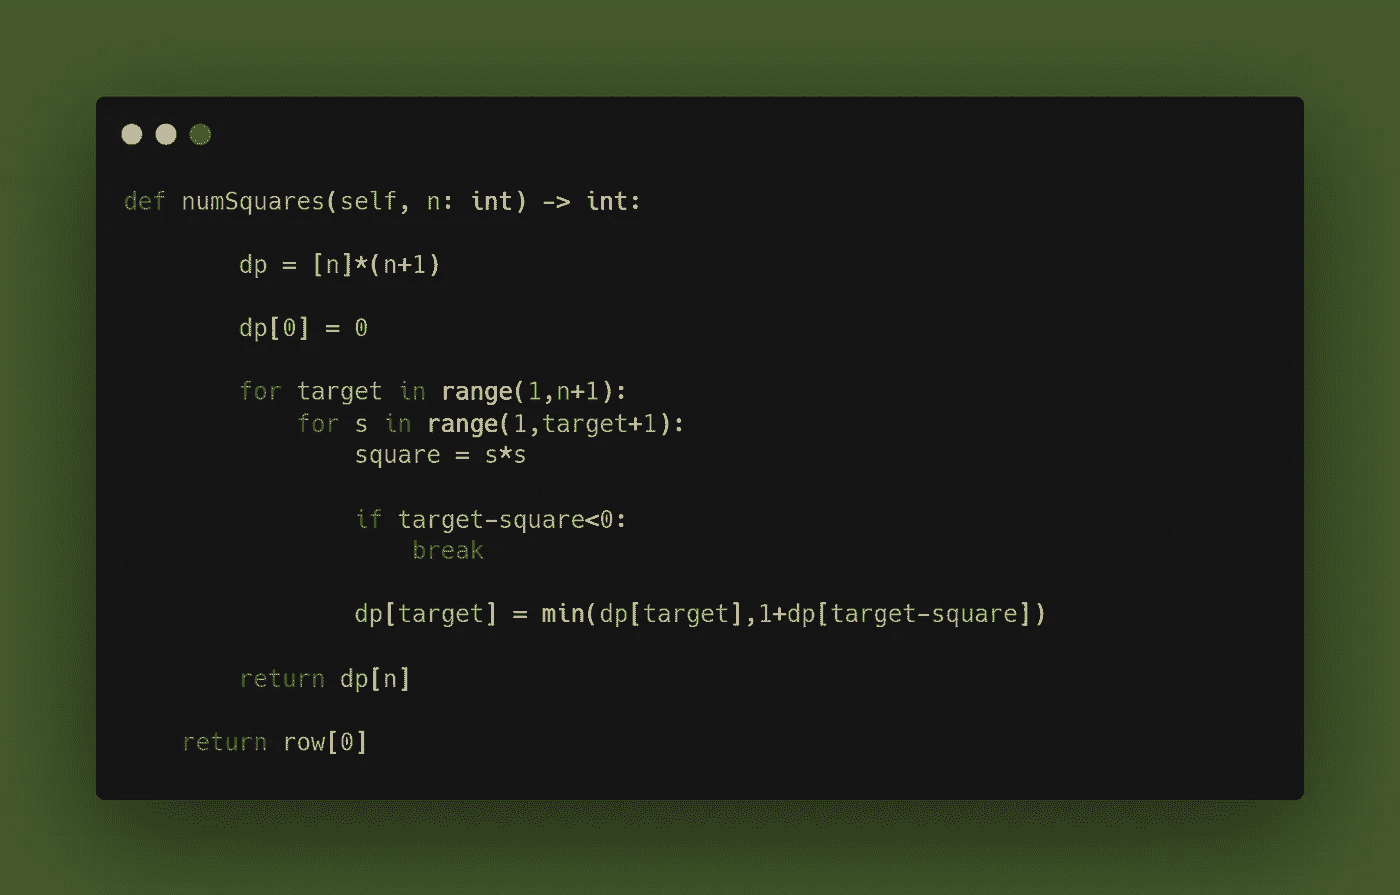 def numSquares(self, n: int) -> int:
        dp = [n]*(n+1)
        dp[0] = 0
        for target in range(1,n+1):
            for s in range(1,target+1):
                square = s*s
                if target-square<0:
                    break
                dp[target] = min(dp[target],1+dp[target-square])
        return dp[n]
    return row[0]